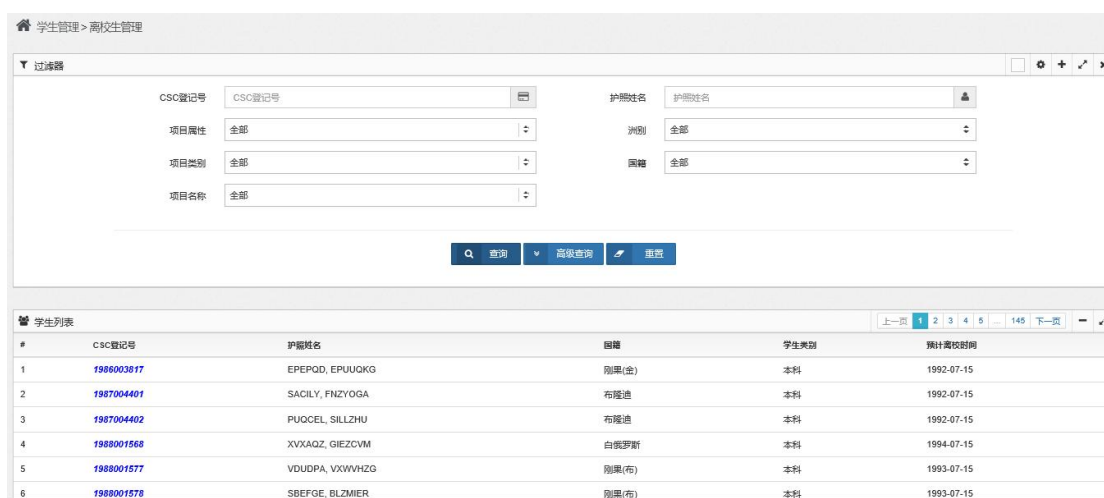 学生管理>离校生管理
过滤器
CSC登记号 CSC登记号 护照姓名 护照姓名
项目属性 全部 洲别 全部
项目类别 全部 国籍 全部
项目名称 全部
查询 高级查询 重置
学生列表 上一页 1 2 3 4 5 ... 145 下一页
# CSC登记号 护照姓名 国籍 学生类别 预计离校时间
1 1986003817 EPEPQD, EPUUQKG 刚果(金) 本科 1992-07-15
2 1987004401 SACILY, FNZYOGA 布隆迪 本科 1992-07-15
3 1987004402 PUQCEL, SILLZHU 布隆迪 本科 1992-07-15
4 1988001568 XVXAQZ, GIEZCVM 白俄罗斯 本科 1994-07-15
5 1988001577 VDUDPA, VXWVHZG 刚果(布) 本科 1993-07-15
6 1988001578 SBEFGE, BLZMIER 刚果(布) 本科 1993-07-15